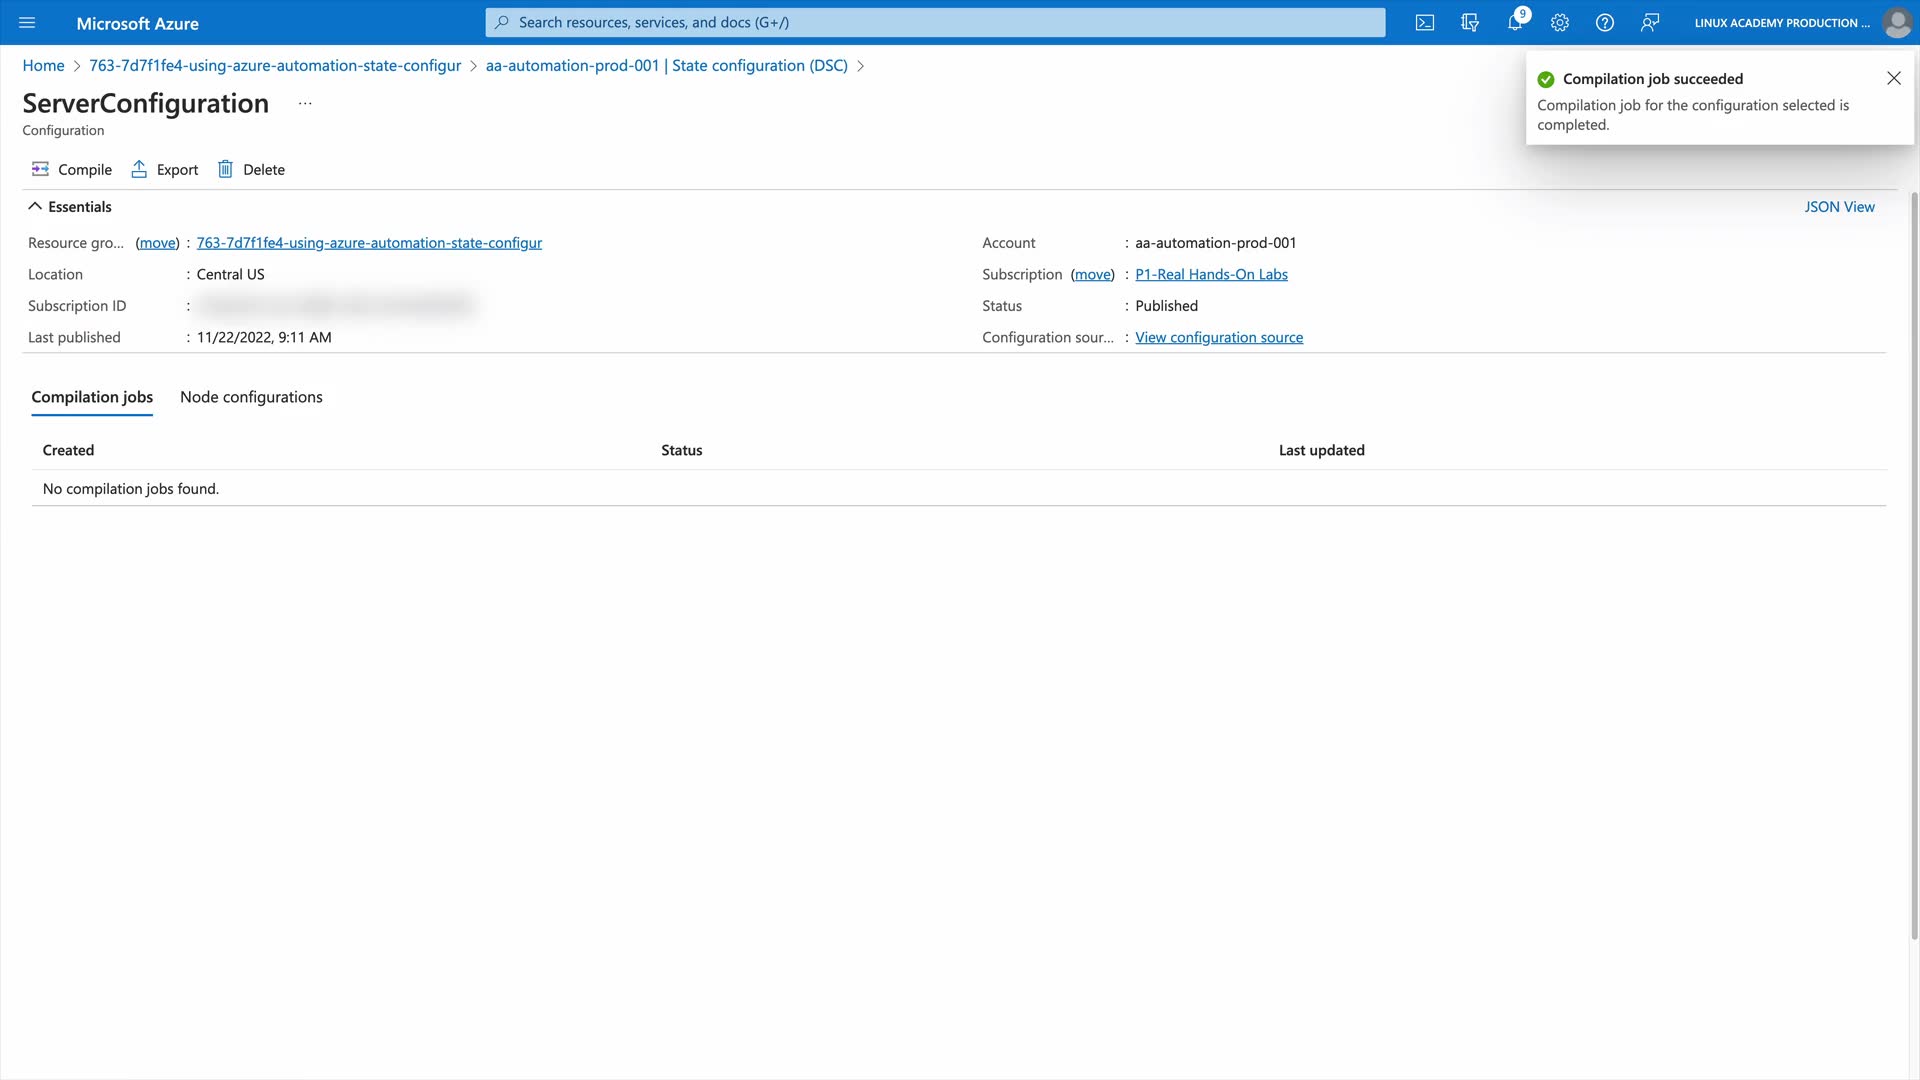 Microsoft Azure
Search resources, services, and docs (G+/)
9
LINUX ACADEMY PRODUCTION ...
Home > 763-7d7f1fe4-using-azure-automation-state-configur > aa-automation-prod-001 | State configuration (DSC) >
Compilation job succeeded
Compilation job for the configuration selected is
completed.
ServerConfiguration ...
Configuration
Compile Export Delete
Essentials
JSON View
Resource gro... (move) : 763-7d7f1fe4-using-azure-automation-state-configur
Account : aa-automation-prod-001
Location : Central US
Subscription (move) : P1-Real Hands-On Labs
Subscription ID :
Status : Published
Last published : 11/22/2022, 9:11 AM
Configuration sour... : View configuration source
Compilation jobs Node configurations
Created Status Last updated
No compilation jobs found.